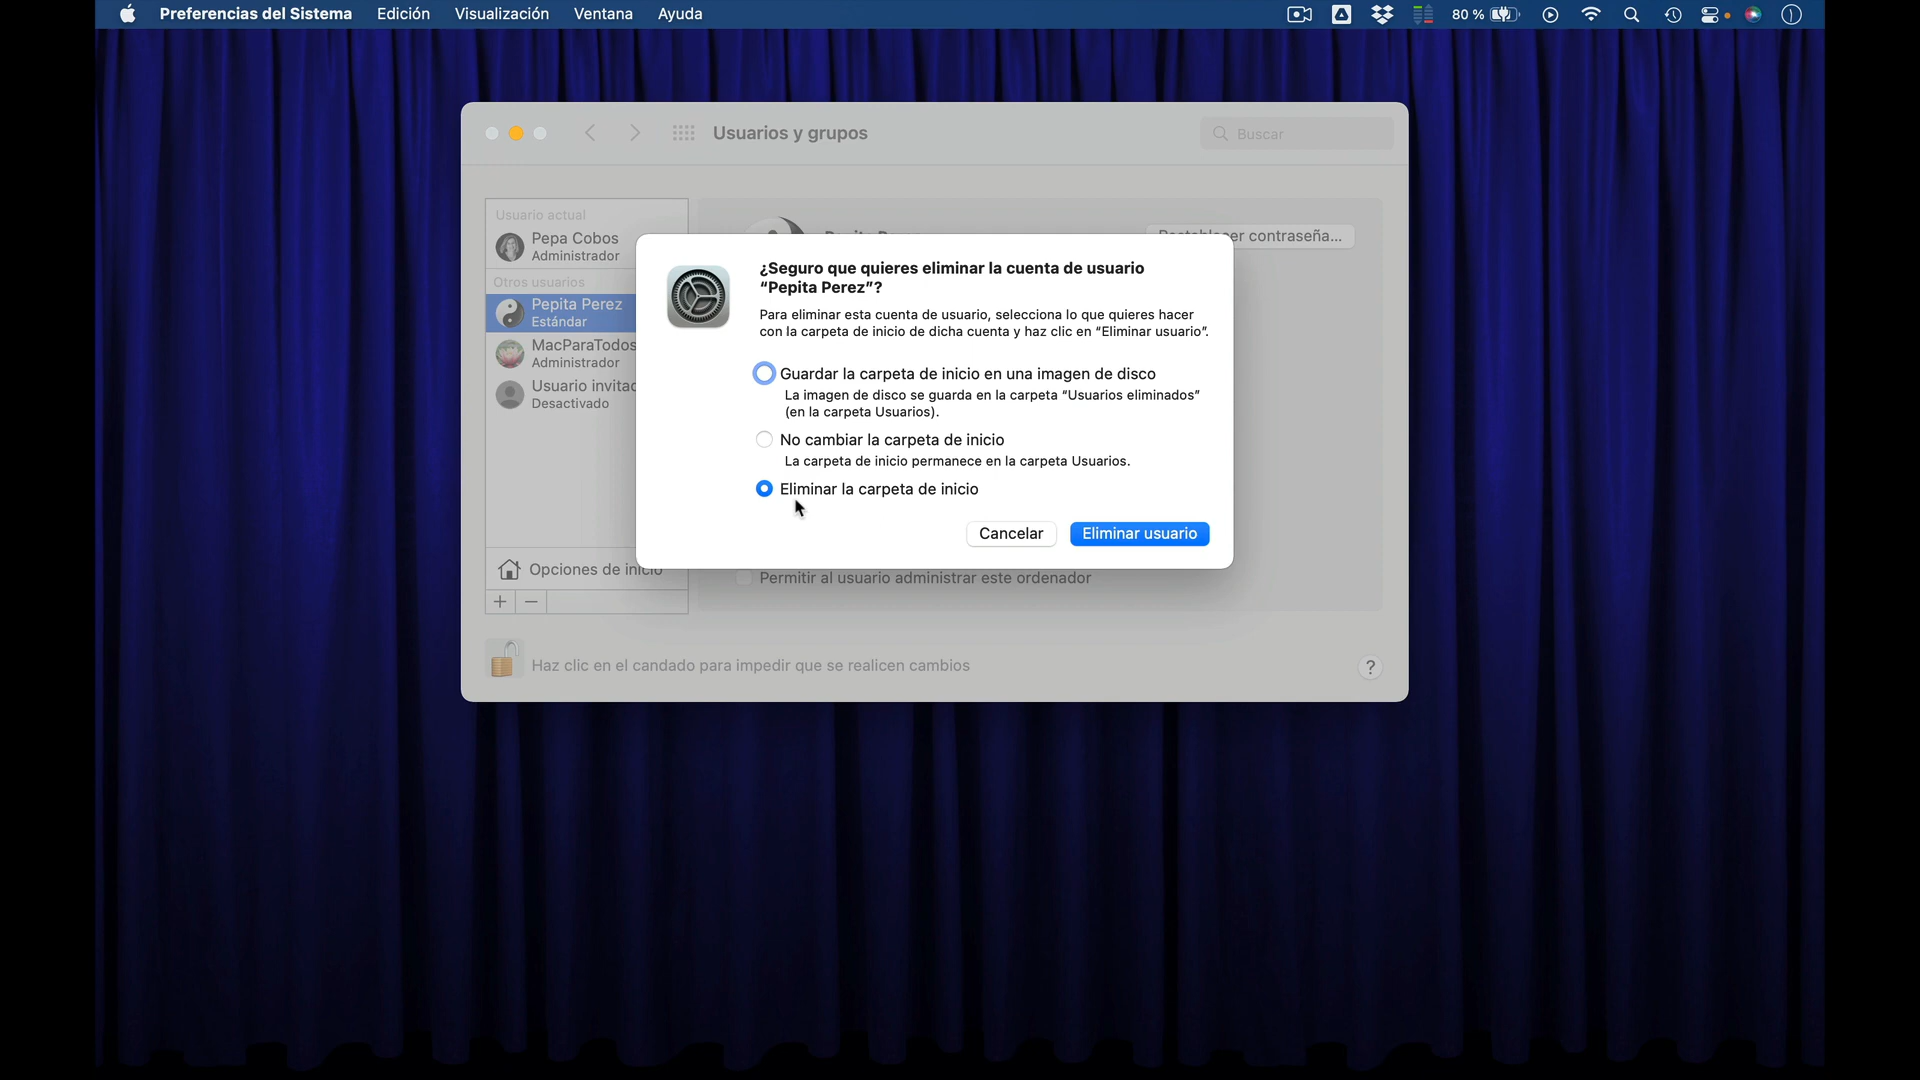 Preferencias del Sistema Edición Visualización Ventana Ayuda 80 %
Usuarios y grupos
Buscar
Usuario actual
Pepa Cobos
Administrador
Otros usuarios
Pepita Perez
Estándar
MacParaTodos
Administrador
Usuario
Desactivado
Opciones de
er contraseña...
¿Seguro que quieres eliminar la cuenta de usuario
“Pepita Perez”?
Para eliminar esta cuenta de usuario, selecciona lo que quieres hacer
con la carpeta de inicio de dicha cuenta y haz clic en “Eliminar usuario”.
Guardar la carpeta de inicio en una imagen de disco
La imagen de disco se guarda en la carpeta “Usuarios eliminados”
(en la carpeta Usuarios).
No cambiar la carpeta de inicio
La carpeta de inicio permanece en la carpeta Usuarios.
Eliminar la carpeta de inicio
Cancelar
Eliminar usuario
Permitir al usuario administrar este ordenador
Haz clic en el candado para impedir que se realicen cambios
?